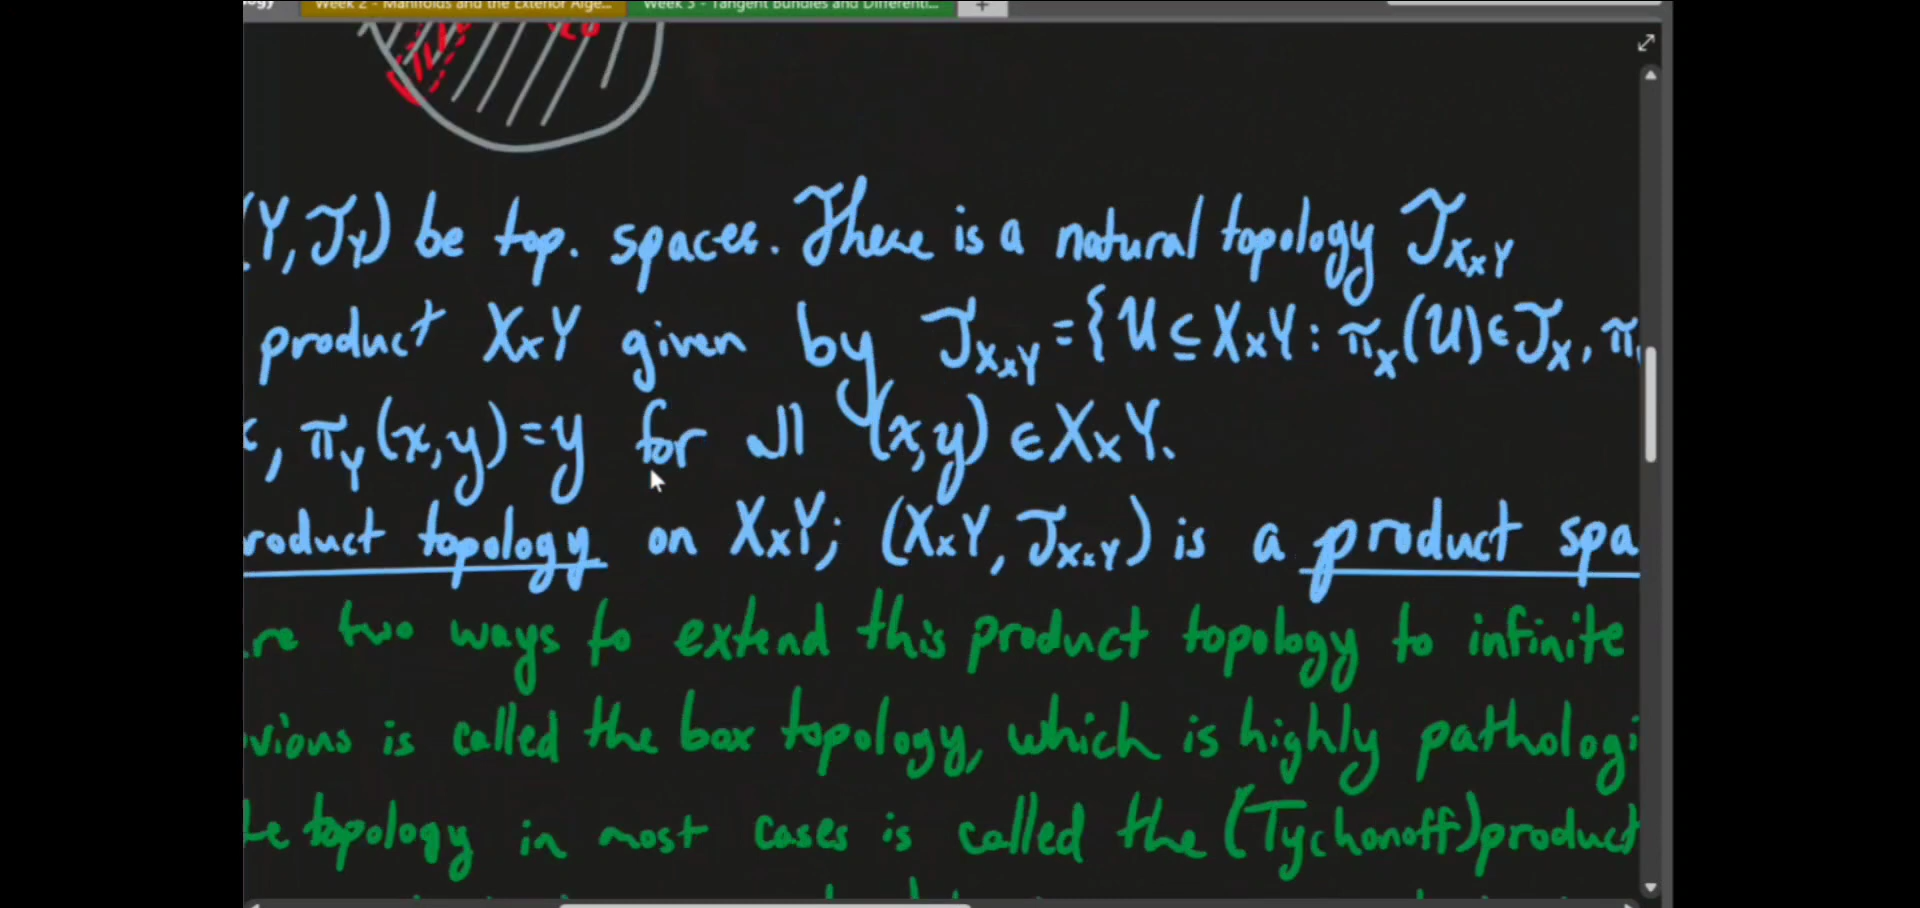 Week 2 - Manifolds and the Exterior Alge... Week 3 - Tangent Bundles and Differenti...
(Y, T_Y) be top. spaces. There is a natural topology T_{X×Y}
product X×Y given by T_{X×Y} = {U ⊆ X×Y : π_X(U) ∈ T_X, π
, π_Y(x,y) = y for all (x,y) ∈ X×Y.
roduct topology on X×Y; (X×Y, T_{X×Y}) is a product spa
re two ways to extend this product topology to infinite
vious is called the box topology, which is highly pathologi
te topology in most cases is called the (Tychonoff) product